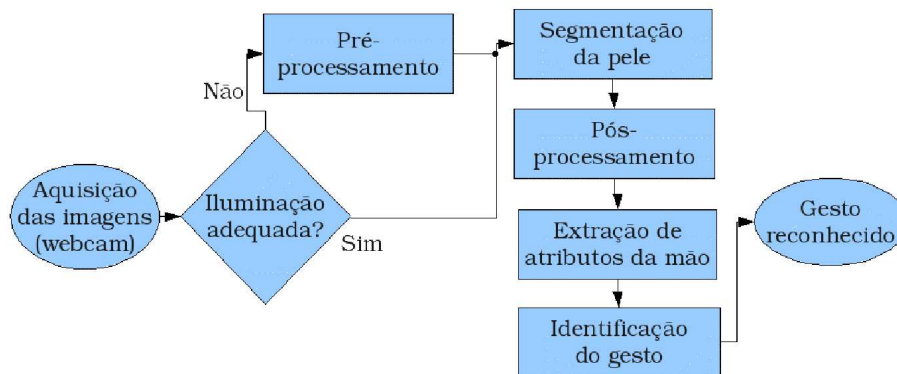 Aquisição
das imagens
(webcam)
Iluminação
adequada?
Não
Sim
Pré-
processamento
Segmentação
da pele
Pós-
processamento
Extração de
atributos da mão
Identificação
do gesto
Gesto
reconhecido